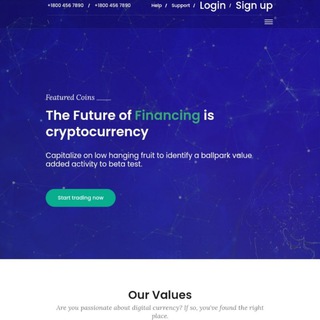 +1800 456 7890 / +1800 456 7890 Help / Support / Login / Sign up
Featured Coins
The Future of Financing is
cryptocurrency
Capitalize on low hanging fruit to identify a ballpark value
added activity to beta test.
Start trading now
Our Values
Are you passionate about digital currency? If so, you've found the right
place.